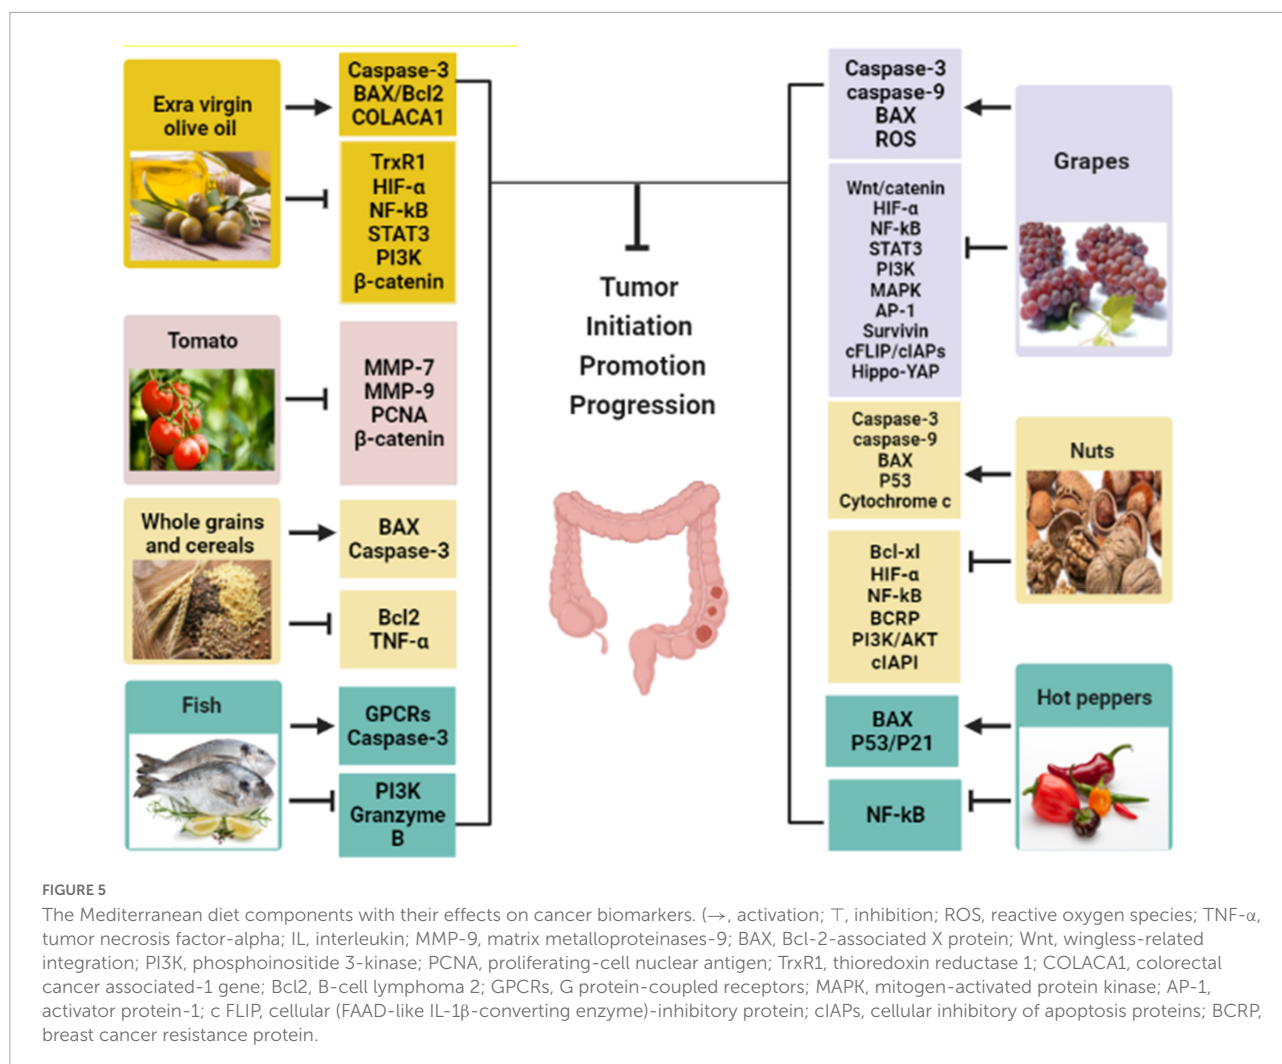 Exra virgin
olive oil
Caspase-3
BAX/Bcl2
COLACA1
TrxR1
HIF-α
NF-kB
STAT3
PI3K
β-catenin
Tomato
MMP-7
MMP-9
PCNA
β-catenin
Whole grains
and cereals
BAX
Caspase-3
Bcl2
TNF-α
Fish
GPCRs
Caspase-3
PI3K
Granzyme
B
Tumor
Initiation
Promotion
Progression
Caspase-3
caspase-9
BAX
ROS
Grapes
Wnt/catenin
HIF-α
NF-kB
STAT3
PI3K
MAPK
AP-1
Survivin
cFLIP/cIAPs
Hippo-YAP
Caspase-3
caspase-9
BAX
P53
Cytochrome c
Nuts
Bcl-xl
HIF-α
NF-kB
BCRP
PI3K/AKT
cIAPI
Hot peppers
BAX
P53/P21
NF-kB
FIGURE 5
The Mediterranean diet components with their effects on cancer biomarkers. (→, activation; ⊤, inhibition; ROS, reactive oxygen species; TNF-α,
tumor necrosis factor-alpha; IL, interleukin; MMP-9, matrix metalloproteinases-9; BAX, Bcl-2-associated X protein; Wnt, wingless-related
integration; PI3K, phosphoinositide 3-kinase; PCNA, proliferating-cell nuclear antigen; TrxR1, thioredoxin reductase 1; COLACA1, colorectal
cancer associated-1 gene; Bcl2, B-cell lymphoma 2; GPCRs, G protein-coupled receptors; MAPK, mitogen-activated protein kinase; AP-1,
activator protein-1; c FLIP, cellular (FAAD-like IL-1β-converting enzyme)-inhibitory protein; cIAPs, cellular inhibitory of apoptosis proteins; BCRP,
breast cancer resistance protein.